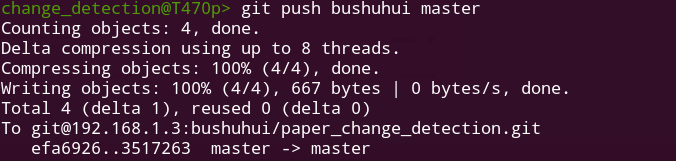 change_detection@T470p> git push bushuhui master
Counting objects: 4, done.
Delta compression using up to 8 threads.
Compressing objects: 100% (4/4), done.
Writing objects: 100% (4/4), 667 bytes | 0 bytes/s, done.
Total 4 (delta 1), reused 0 (delta 0)
To git@192.168.1.3:bushuhui/paper_change_detection.git
   efa6926..3517263  master -> master